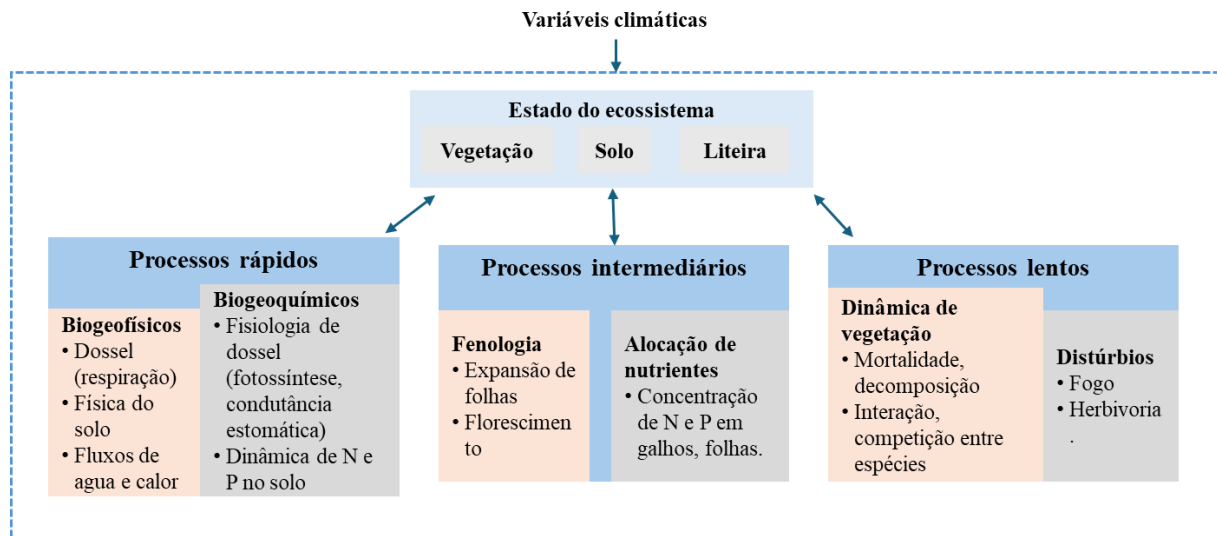 Variáveis climáticas
Estado do ecossistema
Vegetação
Solo
Liteira
Processos rápidos
Biogeofísicos
• Dossel
(respiração)
• Física do
solo
• Fluxos de
agua e calor
Biogeoquímicos
• Fisiologia de
dossel
(fotossíntese,
condutância
estomática)
• Dinâmica de N e
P no solo
Processos intermediários
Fenologia
• Expansão de
folhas
• Florescimen
to
Alocação de
nutrientes
• Concentração
de N e P em
galhos, folhas.
Processos lentos
Dinâmica de
vegetação
• Mortalidade,
decomposição
• Interação,
competição entre
espécies
Distúrbios
• Fogo
• Herbivoria
.